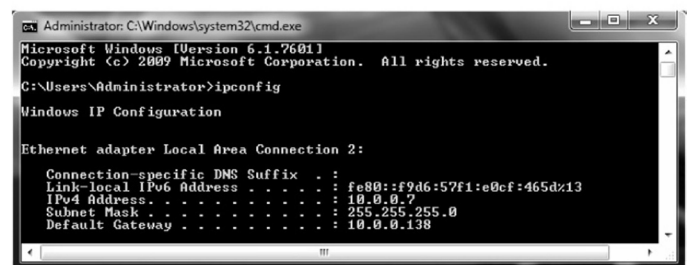 Administrator: C:\Windows\system32\cmd.exe
Microsoft Windows [Version 6.1.7601]
Copyright (c) 2009 Microsoft Corporation.  All rights reserved.
C:\Users\Administrator>ipconfig
Windows IP Configuration
Ethernet adapter Local Area Connection 2:
Connection-specific DNS Suffix  . :
Link-local IPv6 Address . . . . . : fe80::f9d6:57f1:e0cf:465d%13
IPv4 Address. . . . . . . . . . . : 10.0.0.7
Subnet Mask . . . . . . . . . . . : 255.255.255.0
Default Gateway . . . . . . . . . : 10.0.0.138